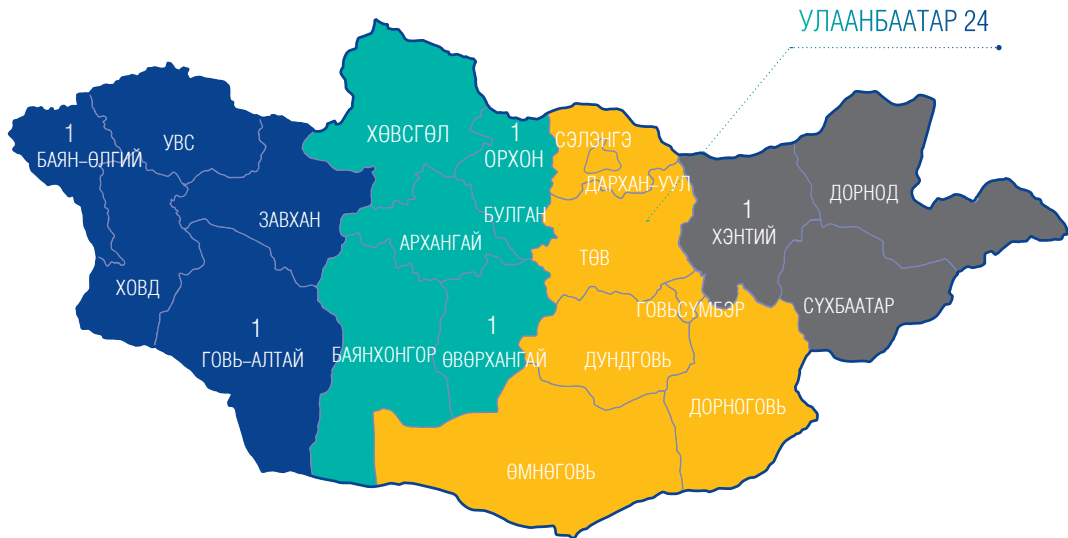 УЛААНБААТАР 24
1
БАЯН-ӨЛГИЙ
УВС
ХОВД
ЗАВХАН
1
ГОВЬ-АЛТАЙ
ХӨВСГӨЛ
1
ОРХОН
БУЛГАН
АРХАНГАЙ
БАЯНХОНГОР
1
ӨВӨРХАНГАЙ
СЭЛЭНГЭ
ДАРХАН-УУЛ
ТӨВ
ГОВЬСҮМБЭР
ДУНДГОВЬ
ДОРНОГОВЬ
ӨМНӨГОВЬ
1
ХЭНТИЙ
ДОРНОД
СҮХБААТАР